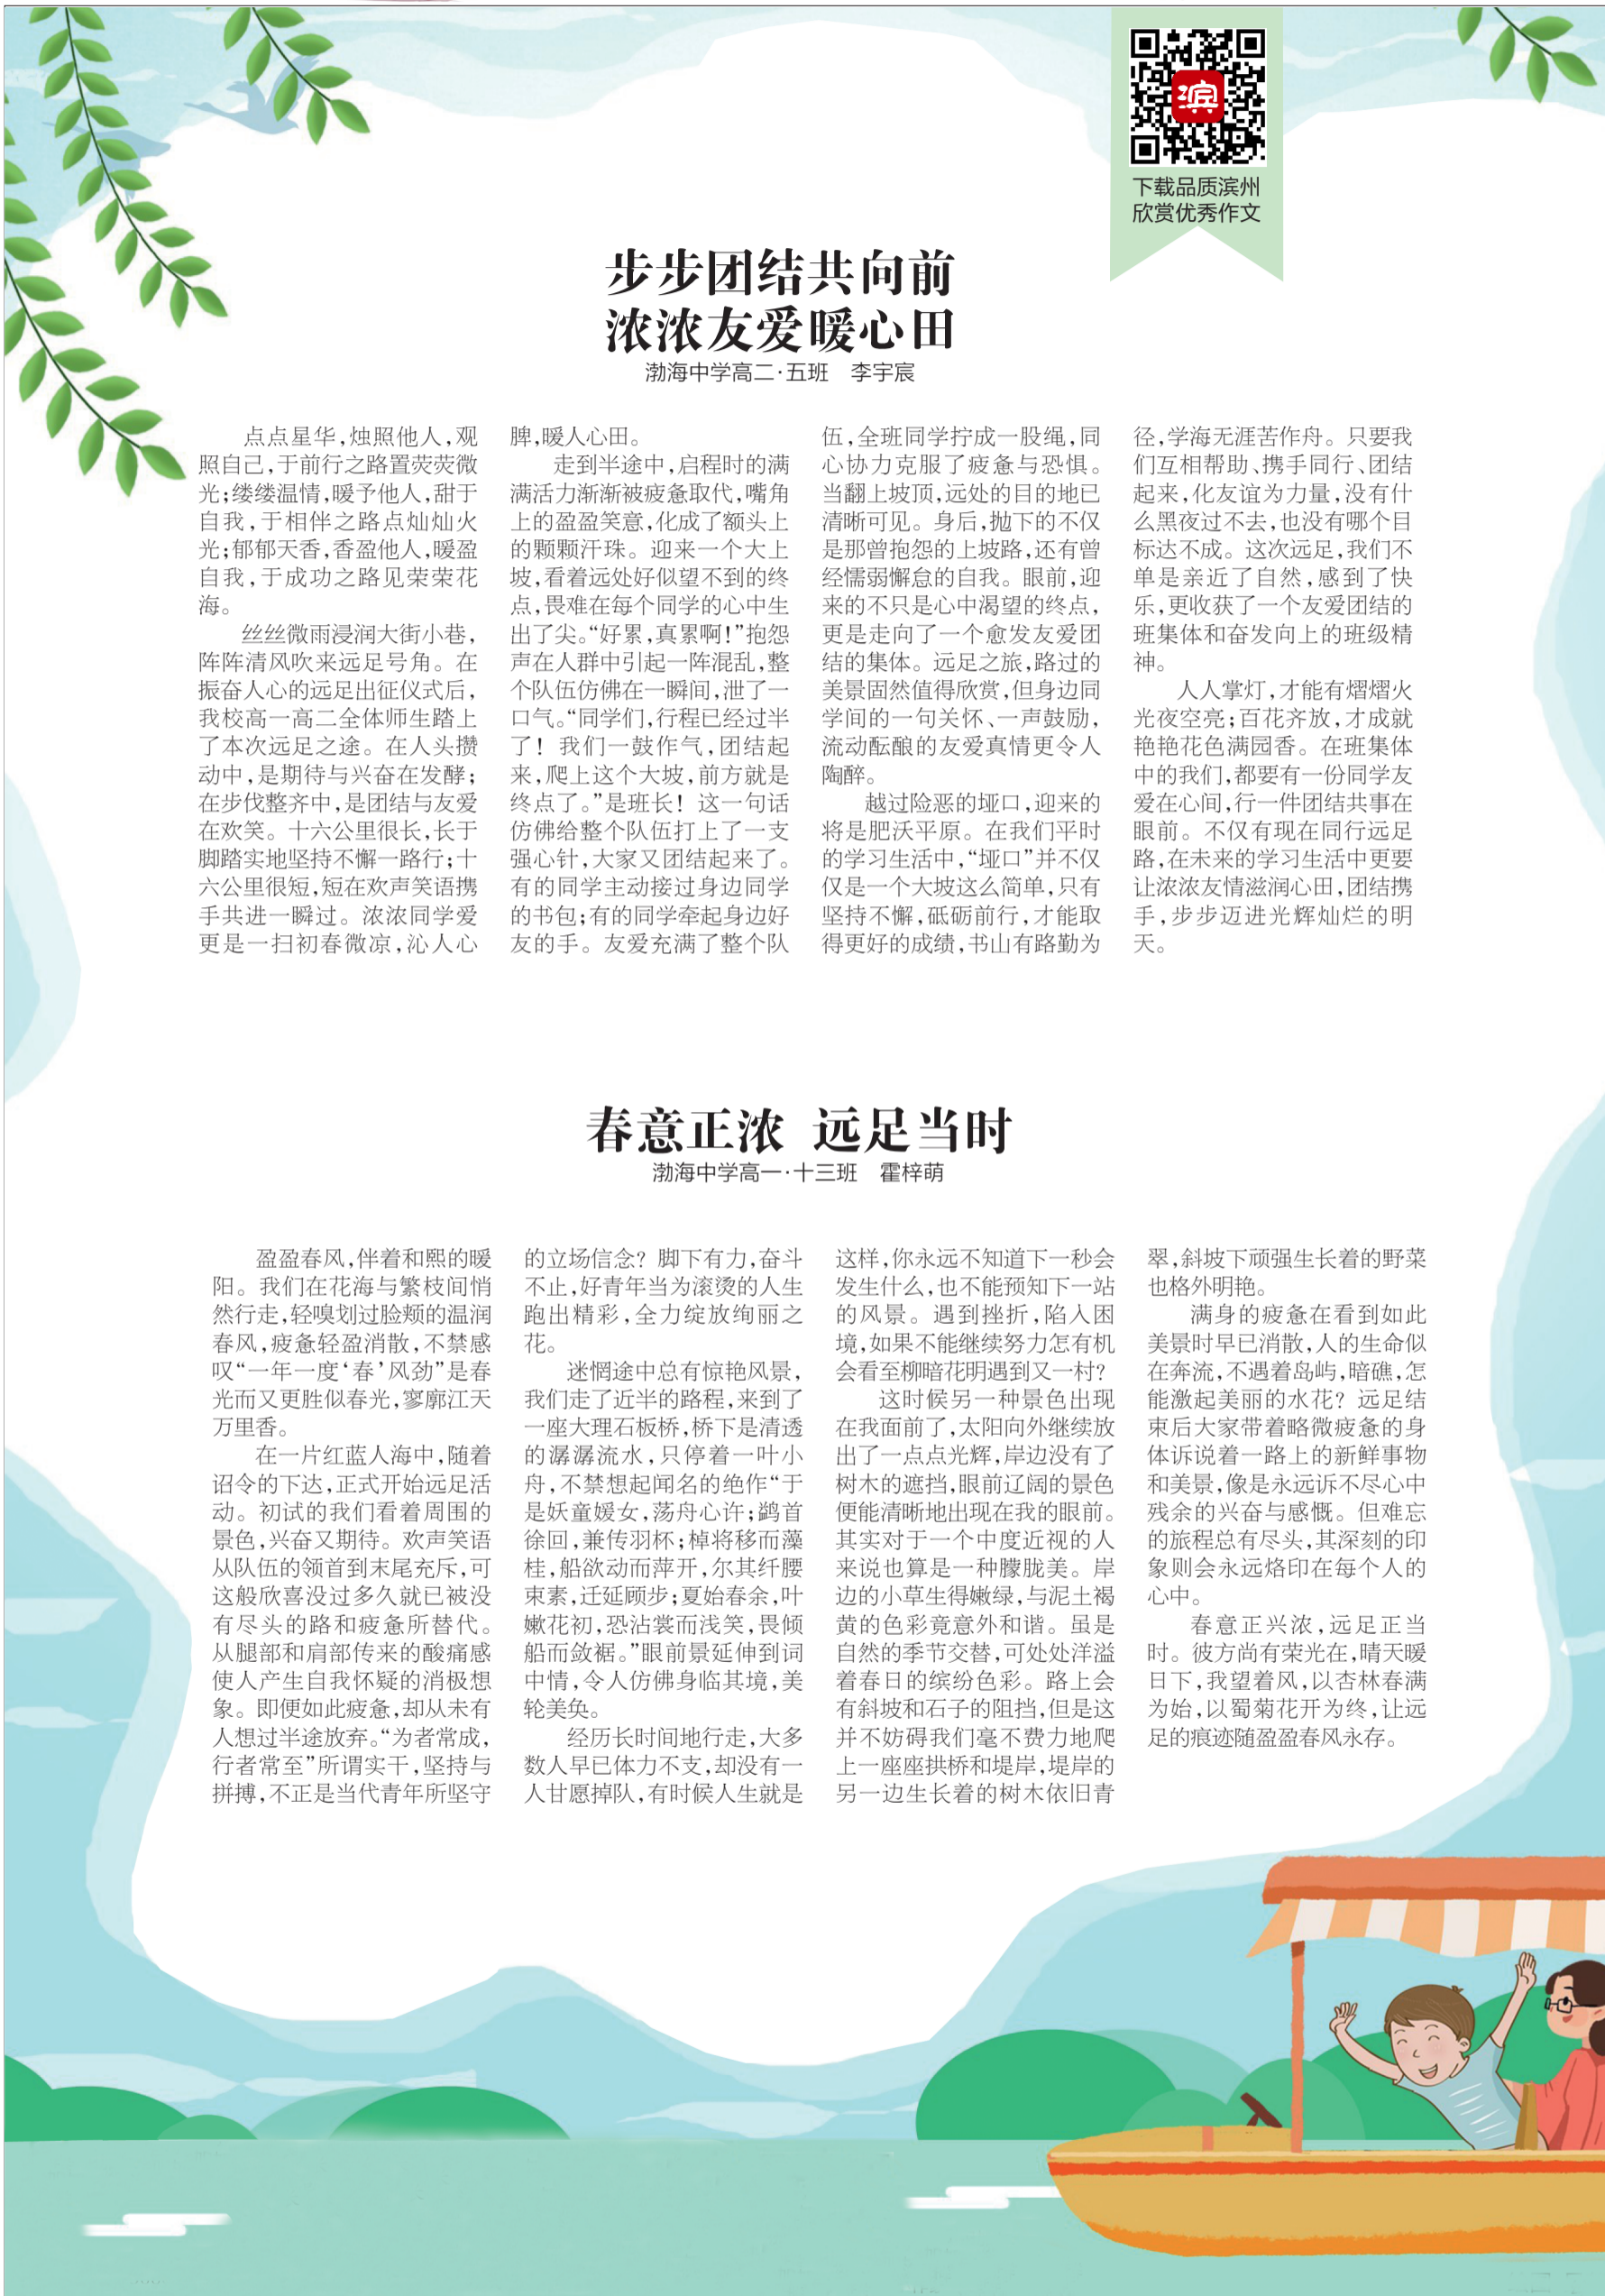 滨
下载品质滨州
欣赏优秀作文
步步团结共向前
浓浓友爱暖心田
渤海中学高二·五班 李宇宸
点点星华,烛照他人,观
照自己,于前行之路置荧荧微
光;缕缕温情,暖予他人,甜于
自我,于相伴之路点灿灿火
光;郁郁天香,香盈他人,暖盈
自我,于成功之路见荣荣花
海。
丝丝微雨浸润大街小巷,
阵阵清风吹来远足号角。在
振奋人心的远足出征仪式后,
我校高一高二全体师生踏上
了本次远足之途。在人头攒
动中,是期待与兴奋在发酵;
在步伐整齐中,是团结与友爱
在欢笑。十六公里很长,长于
脚踏实地坚持不懈一路行;十
六公里很短,短在欢声笑语携
手共进一瞬过。浓浓同学爱
更是一扫初春微凉,沁人心
脾,暖人心田。
走到半途中,启程时的满
满活力渐渐被疲惫取代,嘴角
上的盈盈笑意,化成了额头上
的颗颗汗珠。迎来一个大上
坡,看着远处好似望不到的终
点,畏难在每个同学的心中生
出了尖。“好累,真累啊!”抱怨
声在人群中引起一阵混乱,整
个队伍仿佛在一瞬间,泄了一
口气。“同学们,行程已经过半
了!我们一鼓作气,团结起
来,爬上这个大坡,前方就是
终点了。”是班长!这一句话
仿佛给整个队伍打上了一支
强心针,大家又团结起来了。
有的同学主动接过身边同学
的书包;有的同学牵起身边好
友的手。友爱充满了整个队
伍,全班同学拧成一股绳,同
心协力克服了疲惫与恐惧。
当翻上坡顶,远处的目的地已
清晰可见。身后,抛下的不仅
是那曾抱怨的上坡路,还有曾
经懦弱懈怠的自我。眼前,迎
来的不只是心中渴望的终点,
更是走向了一个愈发友爱团
结的集体。远足之旅,路过的
美景固然值得欣赏,但身边同
学间的一句关怀、一声鼓励,
流动酝酿的友爱真情更令人
陶醉。
越过险恶的垭口,迎来的
将是肥沃平原。在我们平时
的学习生活中,“垭口”并不仅
仅是一个大坡这么简单,只有
坚持不懈,砥砺前行,才能取
得更好的成绩,书山有路勤为
径,学海无涯苦作舟。只要我
们互相帮助、携手同行、团结
起来,化友谊为力量,没有什
么黑夜过不去,也没有哪个目
标达不成。这次远足,我们不
单是亲近了自然,感到了快
乐,更收获了一个友爱团结的
班集体和奋发向上的班级精
神。
人人掌灯,才能有熠熠火
光夜空亮;百花齐放,才成就
艳艳花色满园香。在班集体
中的我们,都要有一份同学友
爱在心间,行一件团结共事在
眼前。不仅有现在同行远足
路,在未来的学习生活中更要
让浓浓友情滋润心田,团结携
手,步步迈进光辉灿烂的明
天。
春意正浓 远足当时
渤海中学高一·十三班 霍梓萌
盈盈春风,伴着和熙的暖
阳。我们在花海与繁枝间悄
然行走,轻嗅划过脸颊的温润
春风,疲惫轻盈消散,不禁感
叹“一年一度‘春’风劲”是春
光而又更胜似春光,寥廓江天
万里香。
在一片红蓝人海中,随着
诏令的下达,正式开始远足活
动。初试的我们看着周围的
景色,兴奋又期待。欢声笑语
从队伍的领首到末尾充斥,可
这般欣喜没过多久就已被没
有尽头的路和疲惫所替代。
从腿部和肩部传来的酸痛感
使人产生自我怀疑的消极想
象。即便如此疲惫,却从未有
人想过半途放弃。“为者常成,
行者常至”所谓实干,坚持与
拼搏,不正是当代青年所坚守
的立场信念?脚下有力,奋斗
不止,好青年当为滚烫的人生
跑出精彩,全力绽放绚丽之
花。
迷惘途中总有惊艳风景,
我们走了近半的路程,来到了
一座大理石板桥,桥下是清透
的潺潺流水,只停着一叶小
舟,不禁想起闻名的绝作“于
是妖童媛女,荡舟心许;鹢首
徐回,兼传羽杯;棹将移而藻
桂,船欲动而萍开,尔其纤腰
束素,迁延顾步;夏始春余,叶
嫩花初,恐沾裳而浅笑,畏倾
船而敛裾。”眼前景延伸到词
中情,令人仿佛身临其境,美
轮美奂。
经历长时间地行走,大多
数人早已体力不支,却没有一
人甘愿掉队,有时候人生就是
这样,你永远不知道下一秒会
发生什么,也不能预知下一站
的风景。遇到挫折,陷入困
境,如果不能继续努力怎有机
会看至柳暗花明遇到又一村?
这时候另一种景色出现
在我面前了,太阳向外继续放
出了一点点光辉,岸边没有了
树木的遮挡,眼前辽阔的景色
便能清晰地出现在我的眼前。
其实对于一个中度近视的人
来说也算是一种朦胧美。岸
边的小草生得嫩绿,与泥土褐
黄的色彩竟意外和谐。虽是
自然的季节交替,可处处洋溢
着春日的缤纷色彩。路上会
有斜坡和石子的阻挡,但是这
并不妨碍我们毫不费力地爬
上一座座拱桥和堤岸,堤岸的
另一边生长着的树木依旧青
翠,斜坡下顽强生长着的野菜
也格外明艳。
满身的疲惫在看到如此
美景时早已消散,人的生命似
在奔流,不遇着岛屿,暗礁,怎
能激起美丽的水花?远足结
束后大家带着略微疲惫的身
体诉说着一路上的新鲜事物
和美景,像是永远诉不尽心中
残余的兴奋与感慨。但难忘
的旅程总有尽头,其深刻的印
象则会永远烙印在每个人的
心中。
春意正兴浓,远足正当
时。彼方尚有荣光在,晴天暖
日下,我望着风,以杏林春满
为始,以蜀菊花开为终,让远
足的痕迹随盈盈春风永存。